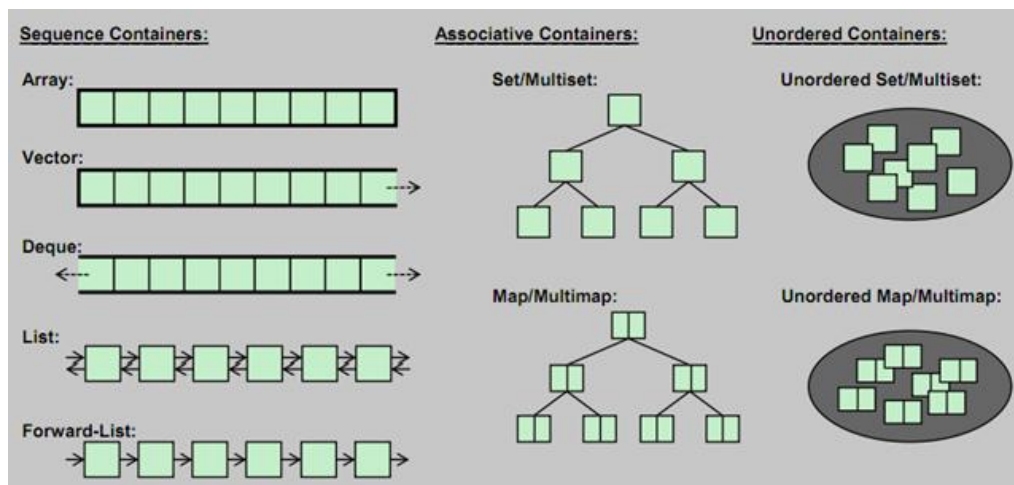 Sequence Containers:
Array:
Vector:
Deque:
List:
Forward-List:
Associative Containers:
Set/Multiset:
Map/Multimap:
Unordered Containers:
Unordered Set/Multiset:
Unordered Map/Multimap: